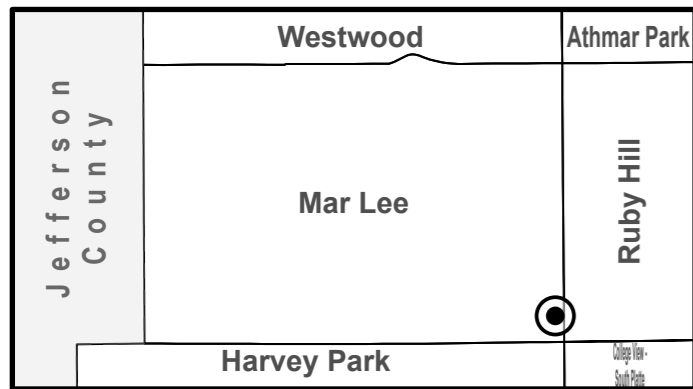 Westwood
Athmar Park
Jefferson
County
Mar Lee
Ruby Hill
Harvey Park
College View -
South Platte